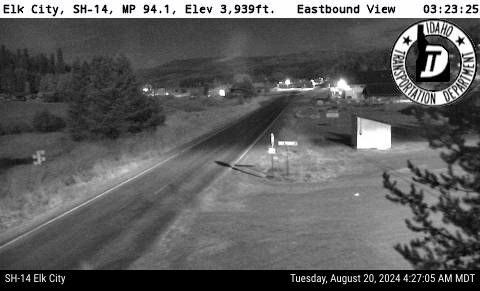 Elk City, SH-14, MP 94.1, Elev 3,939ft. Eastbound View 03:23:25
IDAHO
TRANSPORTATION DEPARTMENT
SH-14 Elk City Tuesday, August 20, 2024 4:27:05 AM MDT